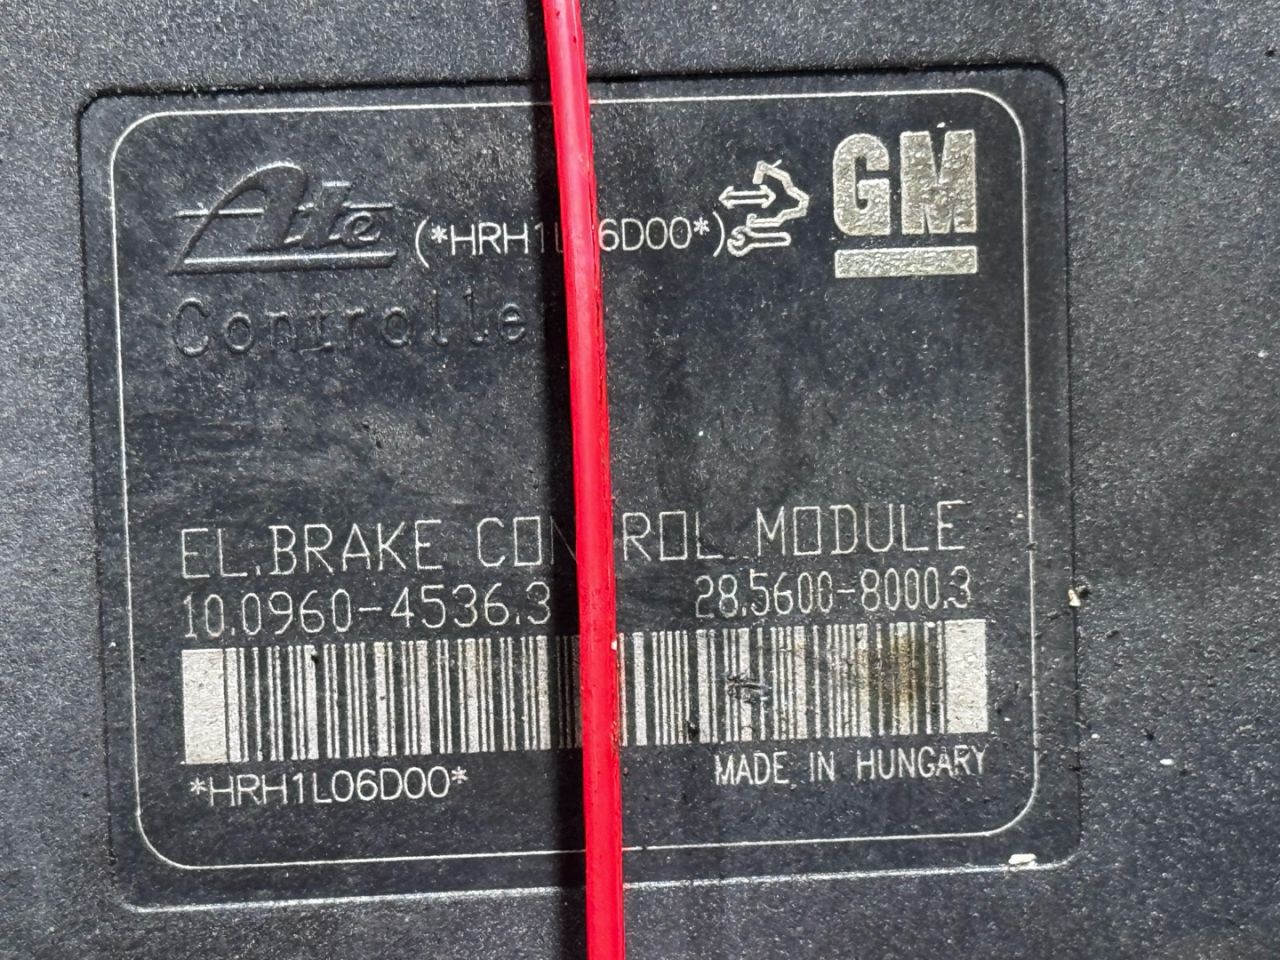 Ate (*HRH1L06D00*) GM
Controlle
EL.BRAKE CONTROL MODULE
10.0960-4536.3 28.5600-8000.3
*HRH1L06D00*
MADE IN HUNGARY